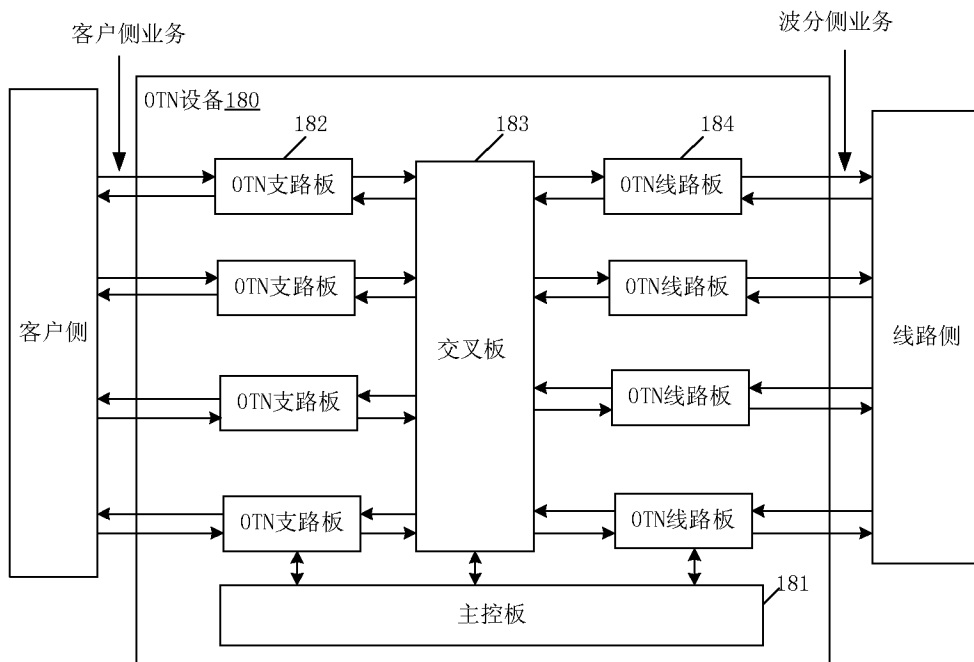 客户侧业务
波分侧业务
OTN设备180
182
183
184
OTN支路板
OTN线路板
OTN支路板
OTN线路板
客户侧
交叉板
线路侧
OTN支路板
OTN线路板
OTN支路板
OTN线路板
181
主控板